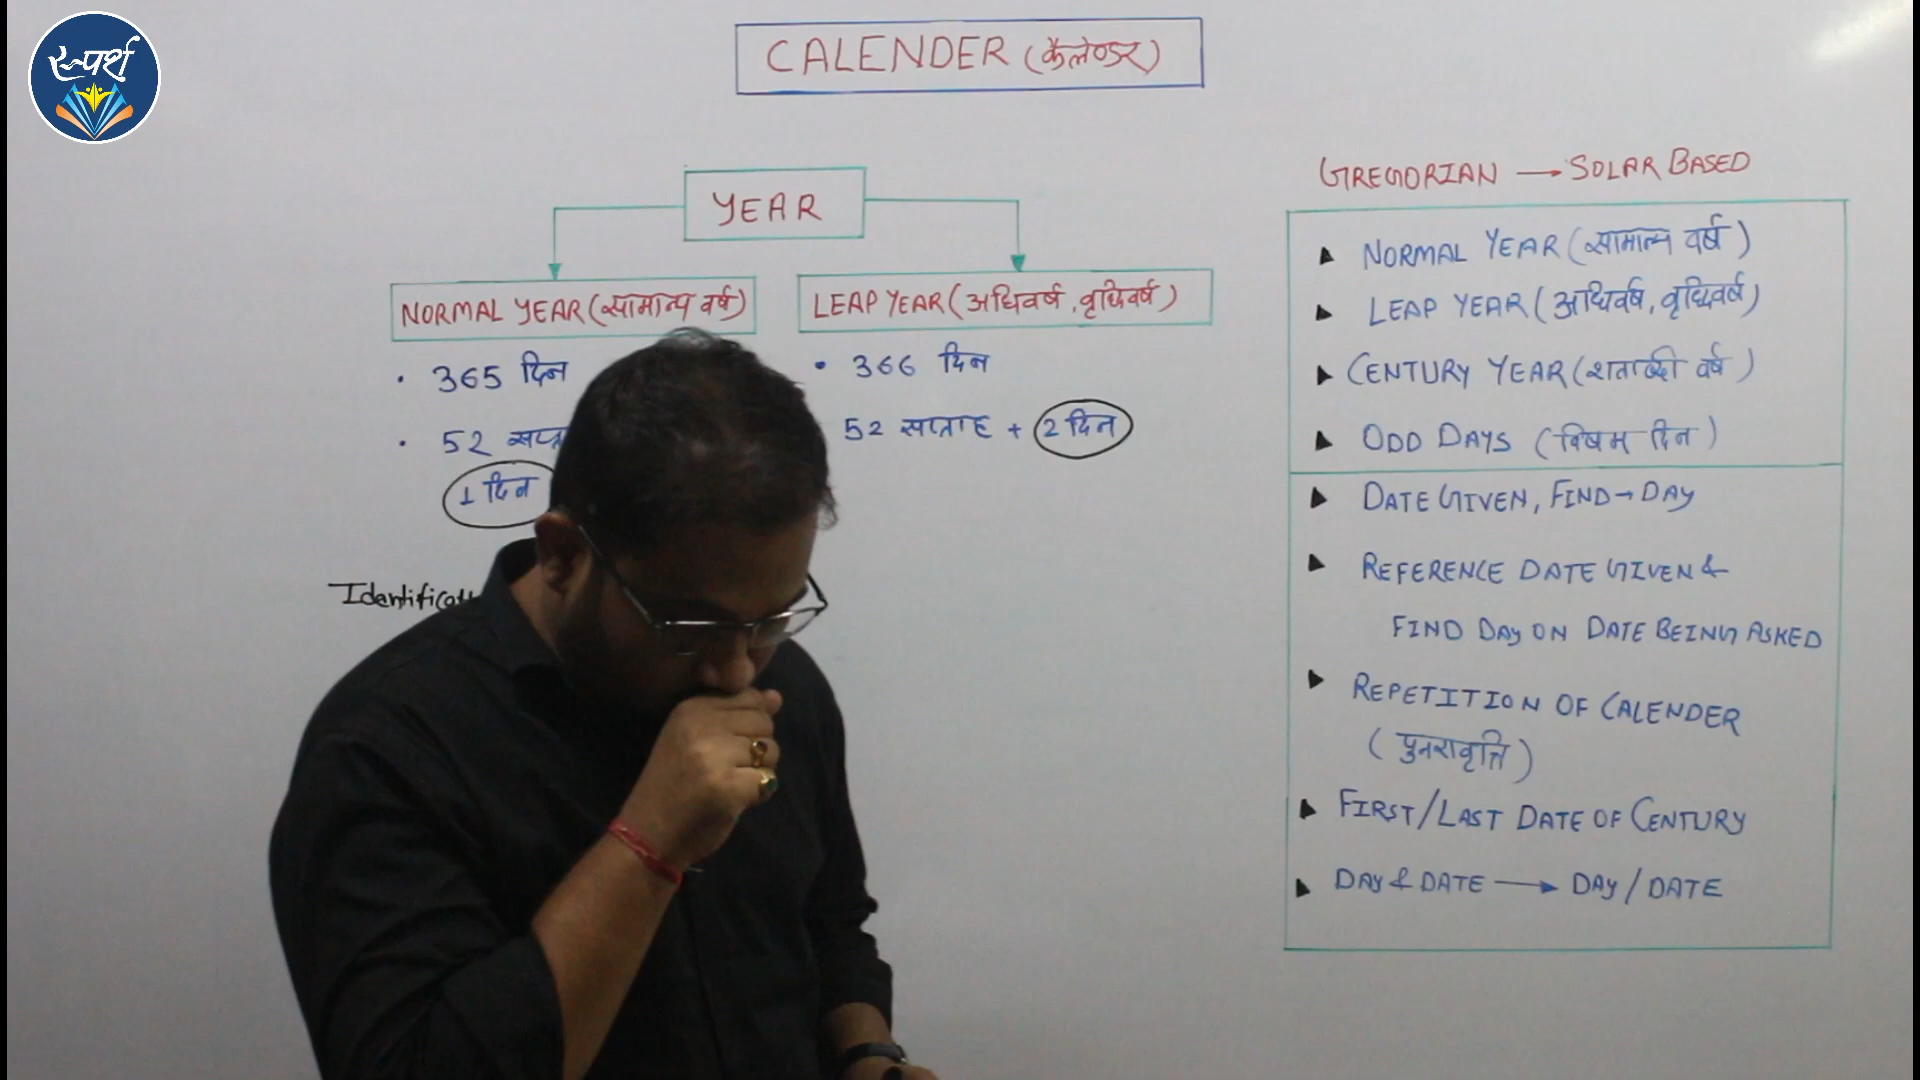 स्पर्श
CALENDER (कैलेण्डर)
YEAR
NORMAL YEAR (सामान्य वर्ष)
LEAP YEAR (अधिवर्ष, वृधिवर्ष)
• 365 दिन
• 52 सप्ता
1 दिन
• 366 दिन
52 सप्ताह + 2 दिन
Identificat
GREGORIAN → SOLAR BASED
NORMAL YEAR (सामान्य वर्ष)
LEAP YEAR (अधिवर्ष, वृधिवर्ष)
CENTURY YEAR (शताब्दी वर्ष)
ODD DAYS (विषम दिन)
DATE GIVEN, FIND → DAY
REFERENCE DATE GIVEN &
FIND DAY ON DATE BEING ASKED
REPETITION OF CALENDER
(पुनरावृत्ति)
FIRST/LAST DATE OF CENTURY
DAY & DATE → DAY/DATE